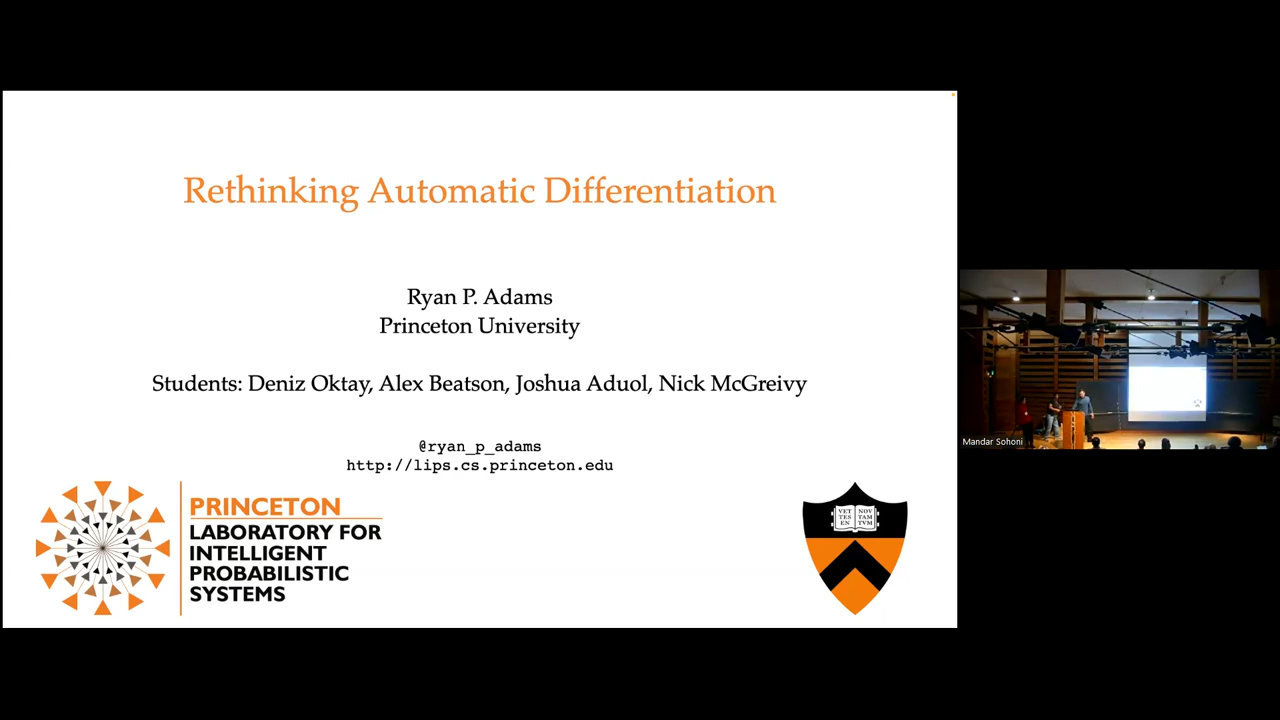 Rethinking Automatic Differentiation
Ryan P. Adams
Princeton University
Students: Deniz Oktay, Alex Beatson, Joshua Aduol, Nick McGreivy
@ryan_p_adams
http://lips.cs.princeton.edu
PRINCETON
LABORATORY FOR
INTELLIGENT
PROBABILISTIC
SYSTEMS
VET NOV
TES TAM
EN TVM
Mandar Sohoni